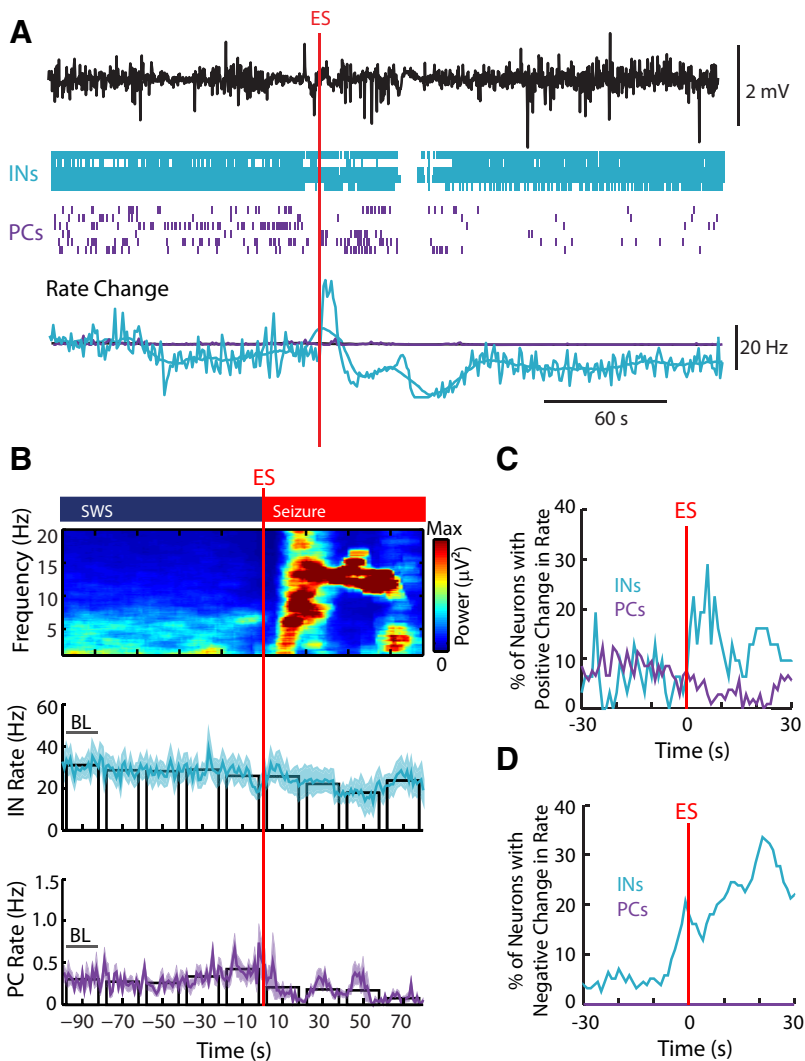 A
ES
2 mV
INs
PCs
Rate Change
20 Hz
60 s
B
ES
SWS
Seizure
Frequency (Hz)
20
15
10
5
Max
0
Power (μV²)
IN Rate (Hz)
60
40
20
0
BL
PC Rate (Hz)
1.5
1.0
0.5
0
BL
−90 −70 −50 −30 −10 10 30 50 70
Time (s)
C
ES
% of Neurons with
Positive Change in Rate
40
30
20
10
0
INs
PCs
-30 0 30
Time (s)
D
ES
% of Neurons with
Negative Change in Rate
40
30
20
10
0
INs
PCs
-30 0 30
Time (s)